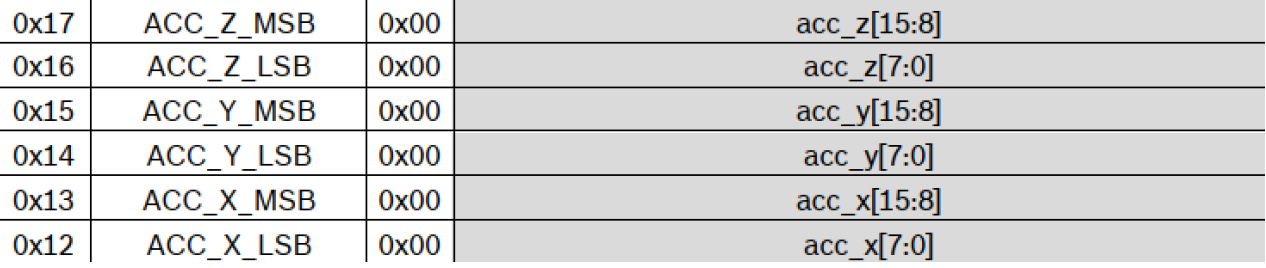 0x17 ACC_Z_MSB 0x00 acc_z[15:8]
0x16 ACC_Z_LSB 0x00 acc_z[7:0]
0x15 ACC_Y_MSB 0x00 acc_y[15:8]
0x14 ACC_Y_LSB 0x00 acc_y[7:0]
0x13 ACC_X_MSB 0x00 acc_x[15:8]
0x12 ACC_X_LSB 0x00 acc_x[7:0]